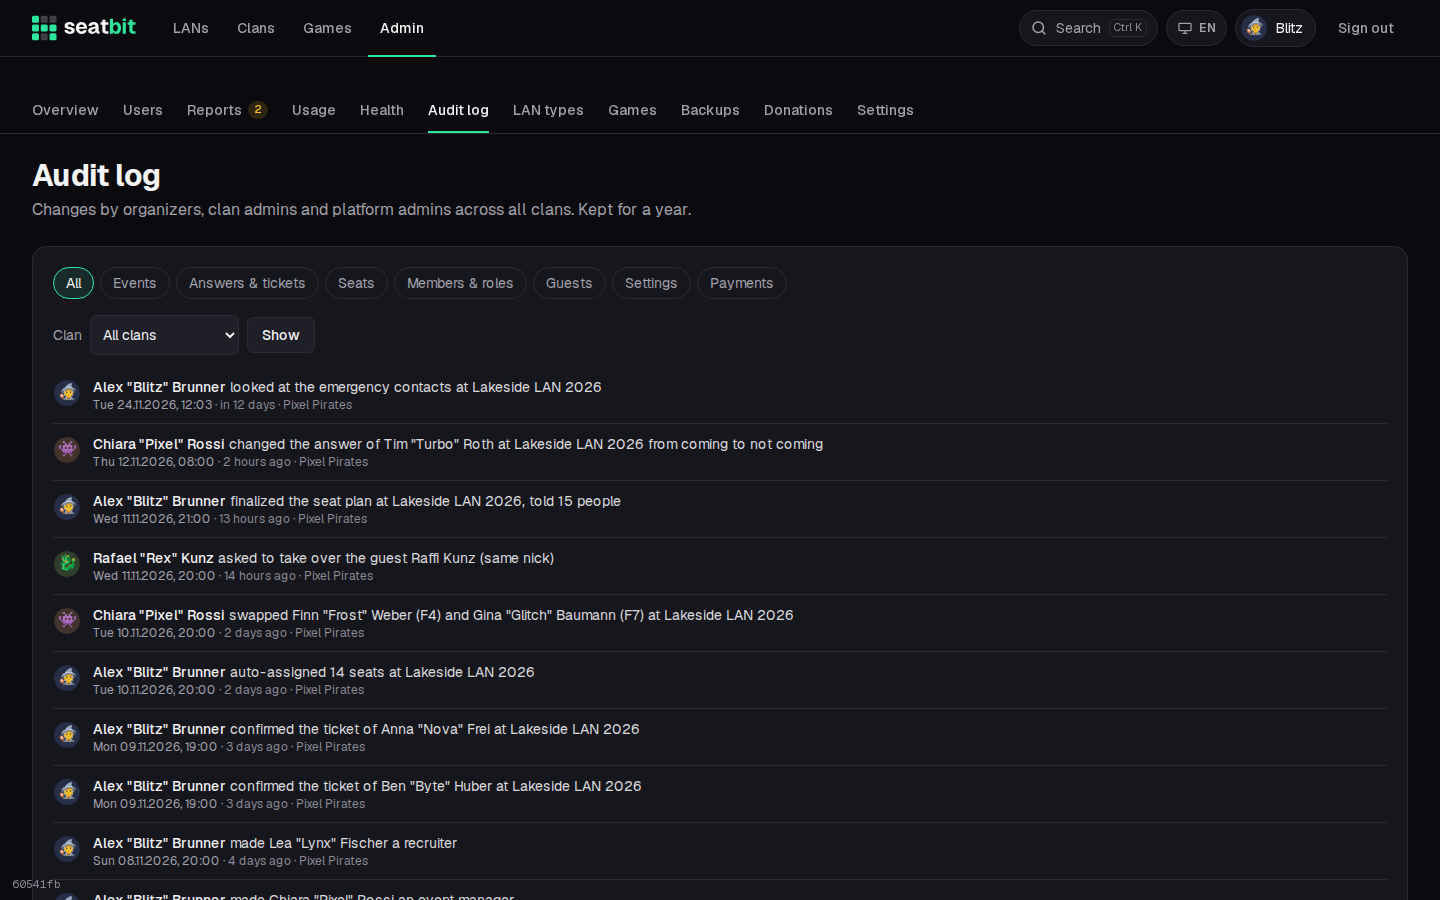 seatbit LANs Clans Games Admin Search Ctrl K EN Blitz Sign out
Overview Users Reports 2 Usage Health Audit log LAN types Games Backups Donations Settings
Audit log
Changes by organizers, clan admins and platform admins across all clans. Kept for a year.
All Events Answers & tickets Seats Members & roles Guests Settings Payments
Clan All clans Show
Alex "Blitz" Brunner looked at the emergency contacts at Lakeside LAN 2026
Tue 24.11.2026, 12:03 · in 12 days · Pixel Pirates
Chiara "Pixel" Rossi changed the answer of Tim "Turbo" Roth at Lakeside LAN 2026 from coming to not coming
Thu 12.11.2026, 08:00 · 2 hours ago · Pixel Pirates
Alex "Blitz" Brunner finalized the seat plan at Lakeside LAN 2026, told 15 people
Wed 11.11.2026, 21:00 · 13 hours ago · Pixel Pirates
Rafael "Rex" Kunz asked to take over the guest Raffi Kunz (same nick)
Wed 11.11.2026, 20:00 · 14 hours ago · Pixel Pirates
Chiara "Pixel" Rossi swapped Finn "Frost" Weber (F4) and Gina "Glitch" Baumann (F7) at Lakeside LAN 2026
Tue 10.11.2026, 20:00 · 2 days ago · Pixel Pirates
Alex "Blitz" Brunner auto-assigned 14 seats at Lakeside LAN 2026
Tue 10.11.2026, 20:00 · 2 days ago · Pixel Pirates
Alex "Blitz" Brunner confirmed the ticket of Anna "Nova" Frei at Lakeside LAN 2026
Mon 09.11.2026, 19:00 · 3 days ago · Pixel Pirates
Alex "Blitz" Brunner confirmed the ticket of Ben "Byte" Huber at Lakeside LAN 2026
Mon 09.11.2026, 19:00 · 3 days ago · Pixel Pirates
Alex "Blitz" Brunner made Lea "Lynx" Fischer a recruiter
Sun 08.11.2026, 20:00 · 4 days ago · Pixel Pirates
60541fb
Alex "Blitz" Brunner made Chiara "Pixel" Rossi an event manager